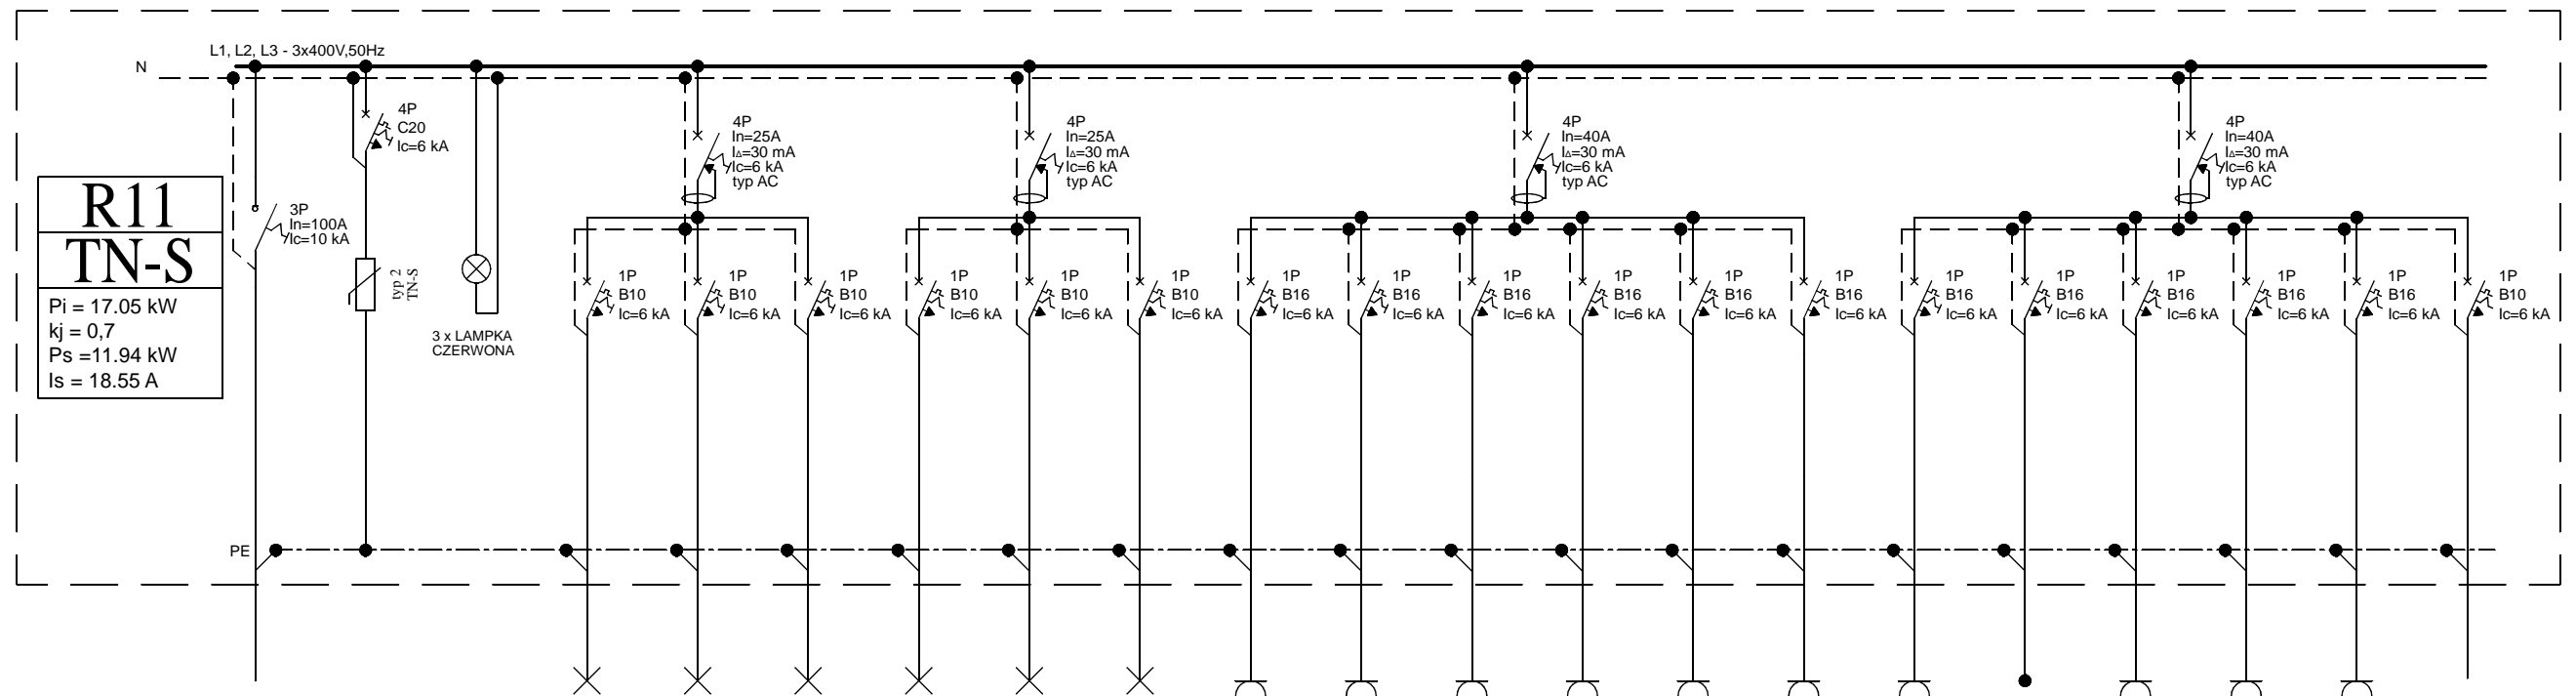 L1, L2, L3 - 3x400V,50Hz
N
4P
C20
Ic=6 kA
4P
In=25A
I∆=30 mA
Ic=6 kA
typ AC
4P
In=25A
I∆=30 mA
Ic=6 kA
typ AC
4P
In=40A
I∆=30 mA
Ic=6 kA
typ AC
4P
In=40A
I∆=30 mA
Ic=6 kA
typ AC
R11
TN-S
Pi = 17.05 kW
kj = 0,7
Ps =11.94 kW
Is = 18.55 A
3P
In=100A
Ic=10 kA
typ 2
TN-S
3 x LAMPKA
CZERWONA
1P
B10
Ic=6 kA
1P
B10
Ic=6 kA
1P
B10
Ic=6 kA
1P
B10
Ic=6 kA
1P
B10
Ic=6 kA
1P
B10
Ic=6 kA
1P
B16
Ic=6 kA
1P
B16
Ic=6 kA
1P
B16
Ic=6 kA
1P
B16
Ic=6 kA
1P
B16
Ic=6 kA
1P
B16
Ic=6 kA
1P
B16
Ic=6 kA
1P
B16
Ic=6 kA
1P
B16
Ic=6 kA
1P
B16
Ic=6 kA
1P
B16
Ic=6 kA
1P
B10
Ic=6 kA
PE